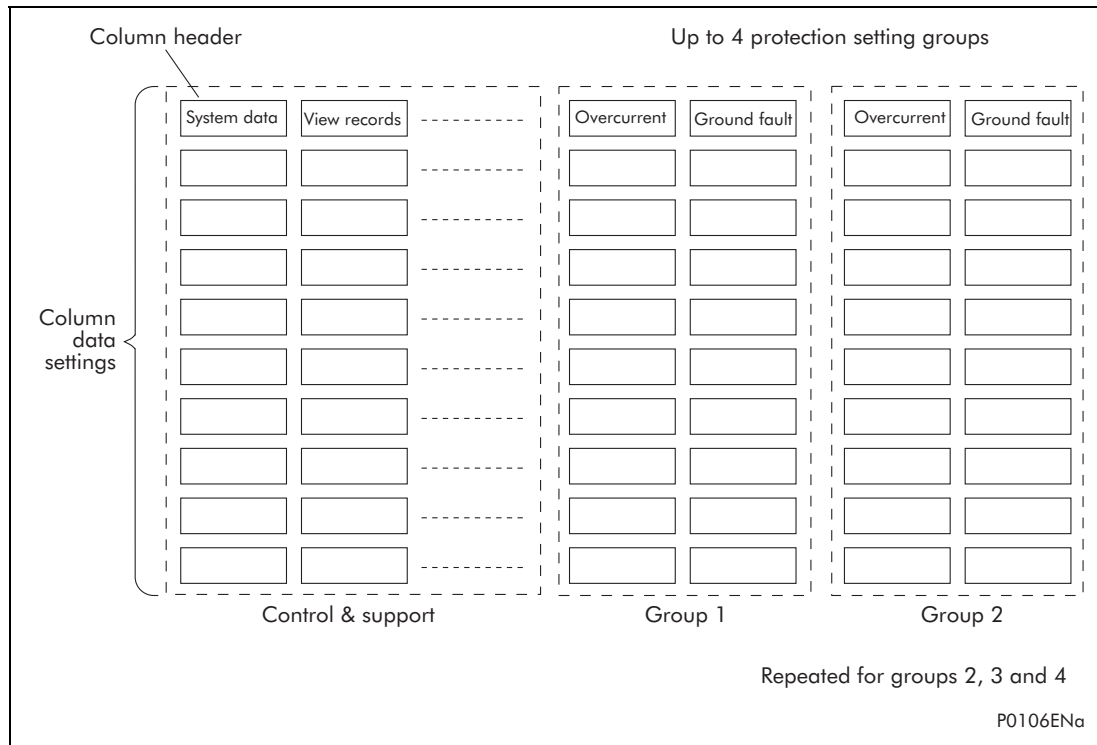 Column header
Up to 4 protection setting groups
System data
View records
Overcurrent
Ground fault
Overcurrent
Ground fault
Column
data
settings
Control & support
Group 1
Group 2
Repeated for groups 2, 3 and 4
P0106ENa